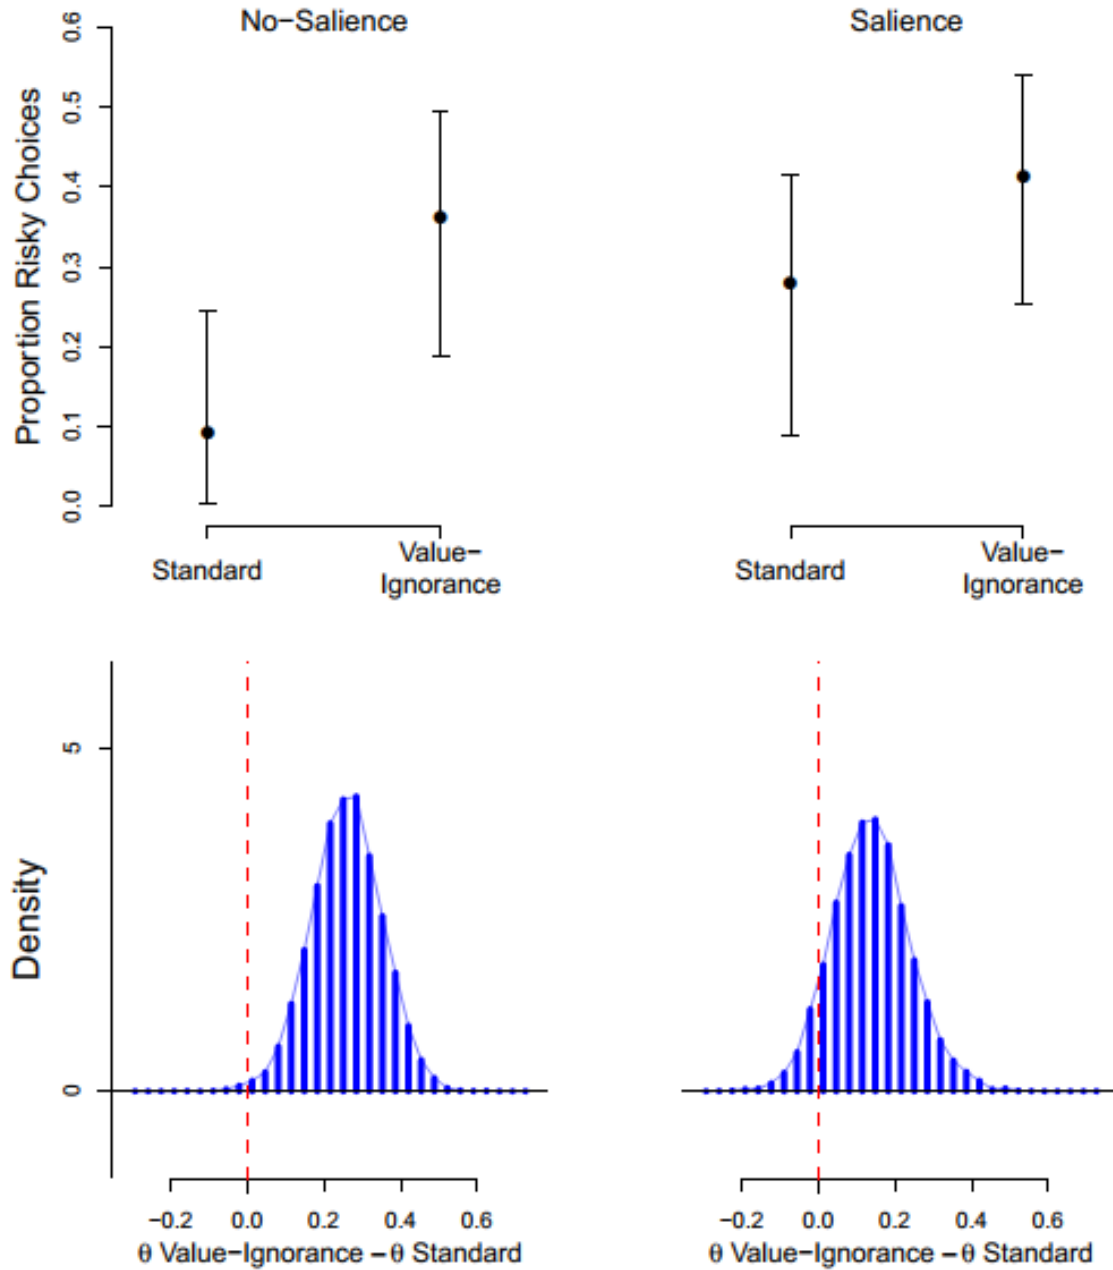 No−Salience
Salience
Proportion Risky Choices
0.6
0.5
0.4
0.3
0.2
0.1
0.0
Standard
Value−
Ignorance
Standard
Value−
Ignorance
Density
5
0
−0.2 0.0 0.2 0.4 0.6
θ Value−Ignorance −θ Standard
−0.2 0.0 0.2 0.4 0.6
θ Value−Ignorance −θ Standard